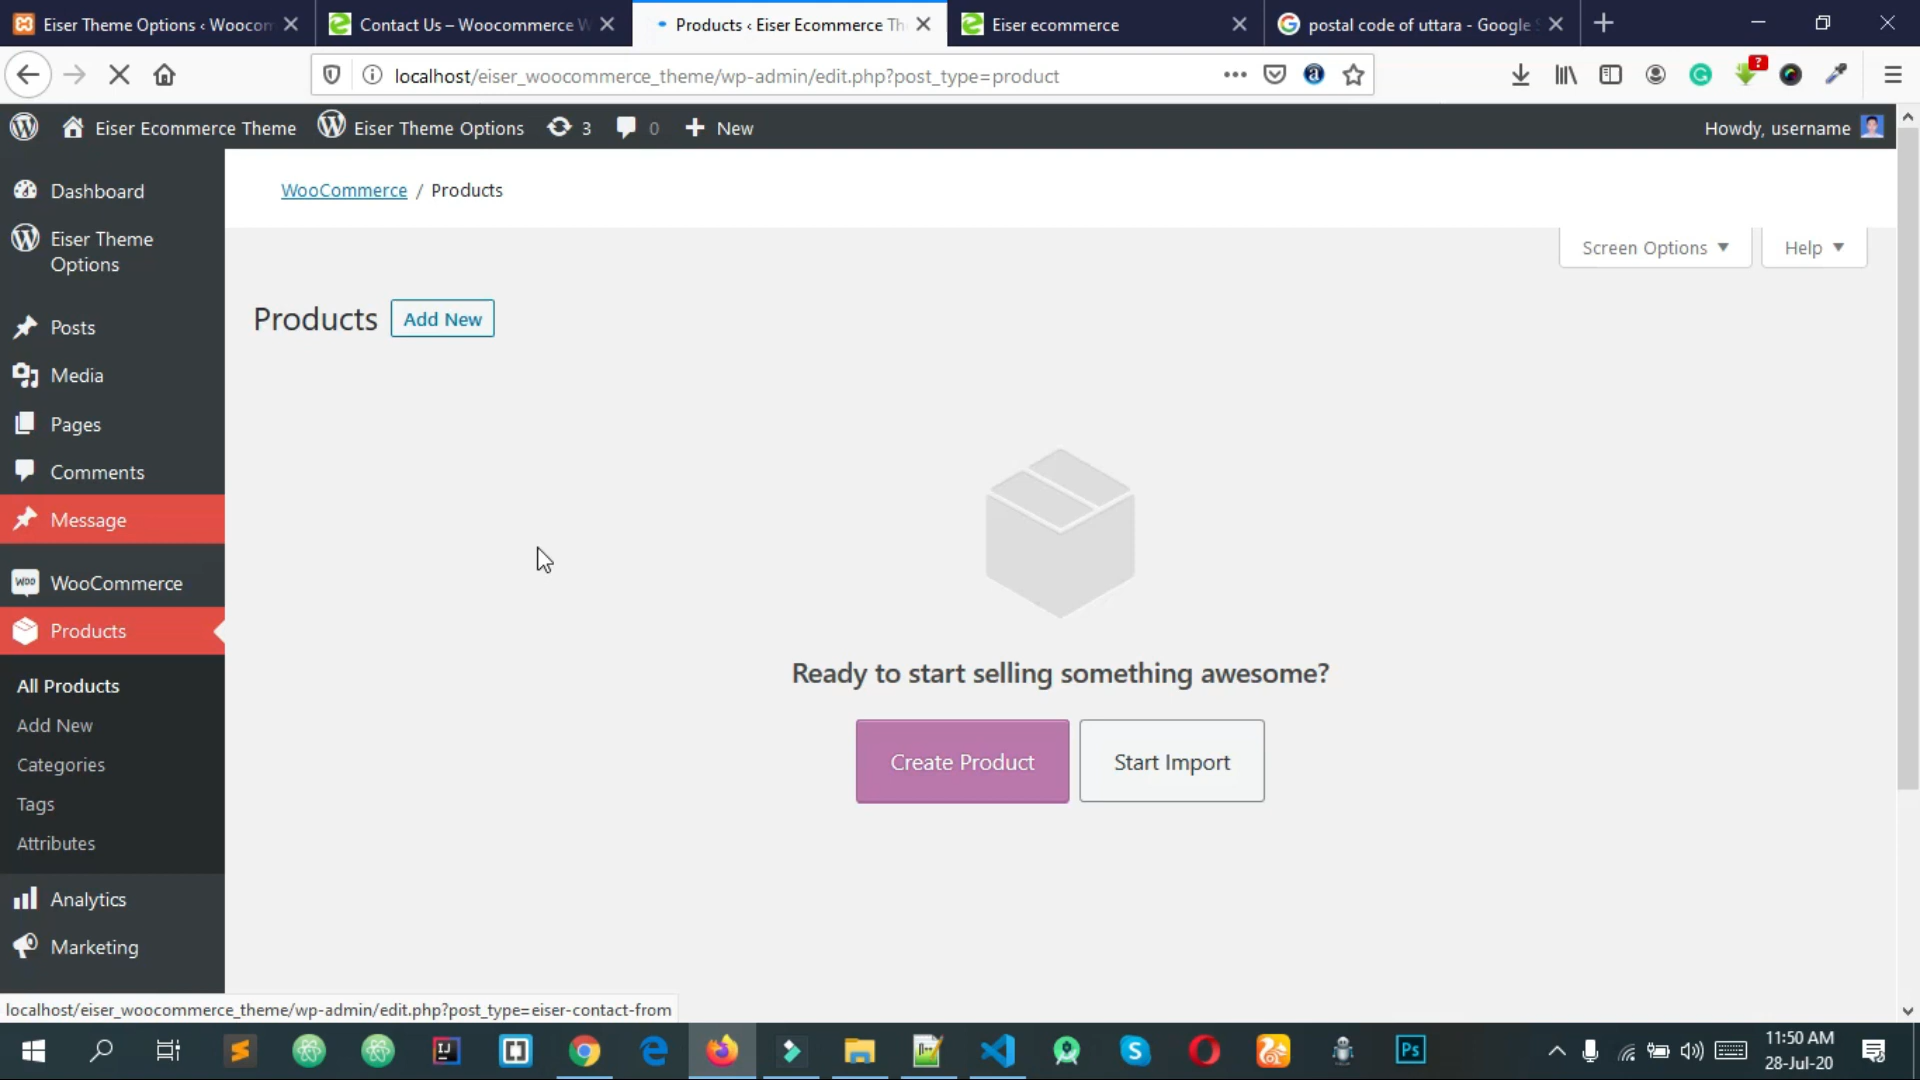 Eiser Theme Options ‹ Woocom
Contact Us – Woocommerce W
Products ‹ Eiser Ecommerce Th
Eiser ecommerce
postal code of uttara - Google S
localhost/eiser_woocommerce_theme/wp-admin/edit.php?post_type=product
Eiser Ecommerce Theme
Eiser Theme Options
3
0
New
Howdy, username
Dashboard
Eiser Theme
Options
Posts
Media
Pages
Comments
Message
WooCommerce
Products
All Products
Add New
Categories
Tags
Attributes
Analytics
Marketing
WooCommerce / Products
Screen Options
Help
Products
Add New
Ready to start selling something awesome?
Create Product
Start Import
localhost/eiser_woocommerce_theme/wp-admin/edit.php?post_type=eiser-contact-from
11:50 AM
28-Jul-20